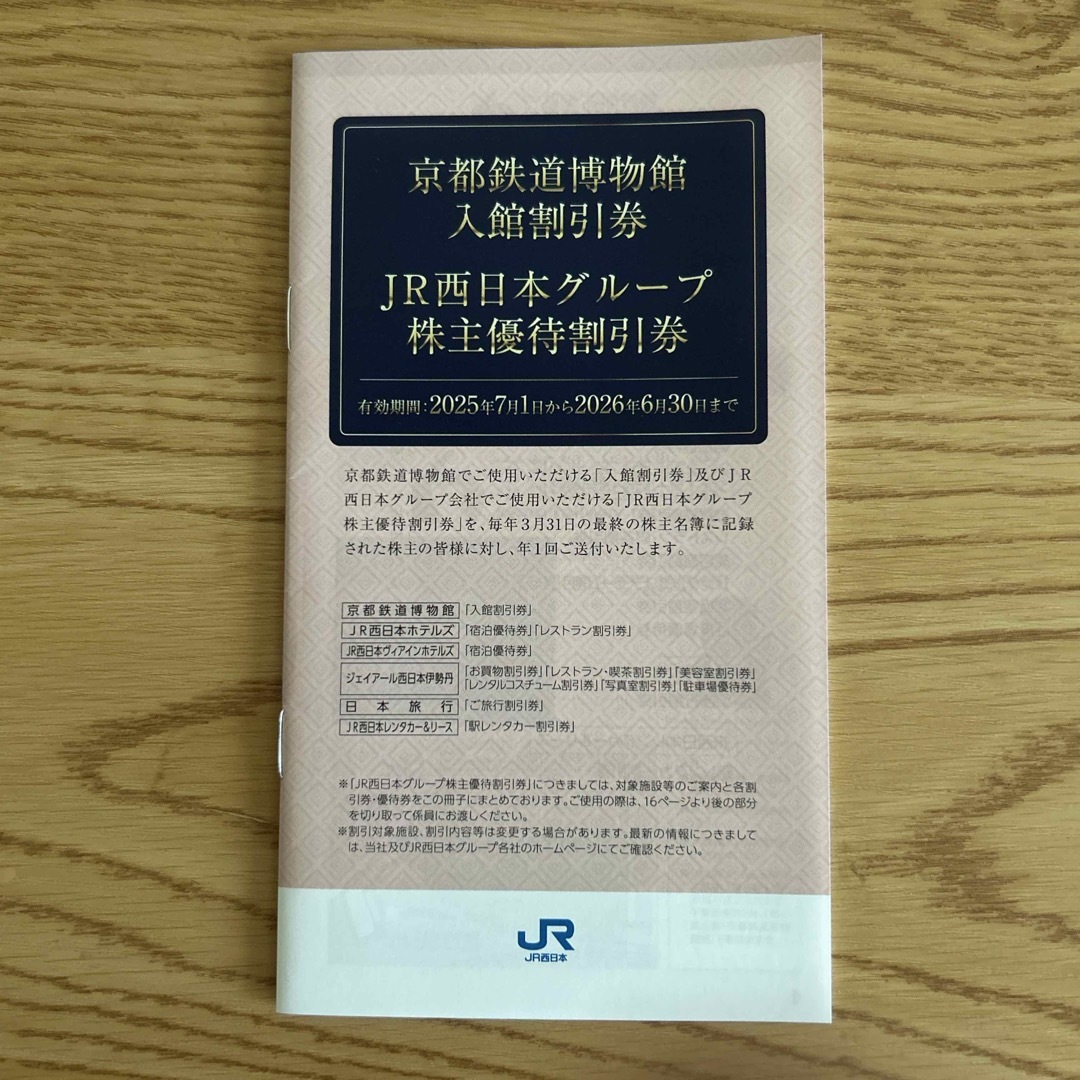 京都鉄道博物館
入館割引券
JR西日本グループ
株主優待割引券
有効期間：2025年7月1日から2026年6月30日まで
京都鉄道博物館でご使用いただける「入館割引券」及びJR
西日本グループ会社でご使用いただける「JR西日本グループ
株主優待割引券」を、毎年3月31日の最終の株主名簿に記録
された株主の皆様に対し、年1回ご送付いたします。
京都鉄道博物館 「入館割引券」
JR西日本ホテルズ 「宿泊優待券」「レストラン割引券」
JR西日本ヴィアインホテルズ 「宿泊優待券」
ジェイアール西日本伊勢丹 「お買物割引券」「レストラン・喫茶割引券」「美容室割引券」
「レンタルコスチューム割引券」「写真室割引券」「駐車場優待券」
日本旅行 「ご旅行割引券」
JR西日本レンタカー&リース 「駅レンタカー割引券」
※「JR西日本グループ株主優待割引券」につきましては、対象施設等のご案内と各割
引券・優待券をこの冊子にまとめております。ご使用の際は、16ページより後の部分
を切り取って係員にお渡しください。
※割引対象施設、割引内容等は変更する場合があります。最新の情報につきまして
は、当社及びJR西日本グループ各社のホームページにてご確認ください。
JR
JR西日本